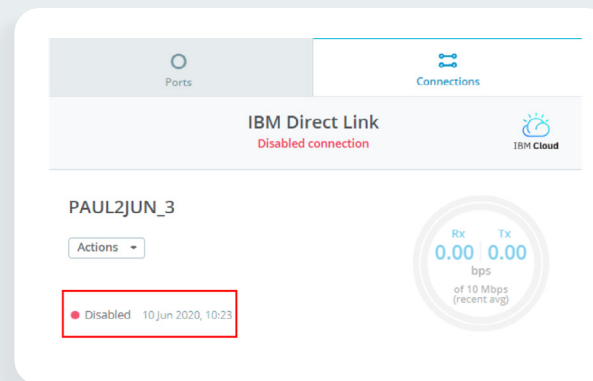 Ports
Connections
IBM Direct Link
Disabled connection
IBM Cloud
PAUL2JUN_3
Actions
Rx Tx
0.00 0.00
bps
of 10 Mbps
(recent avg)
Disabled 10 Jun 2020, 10:23